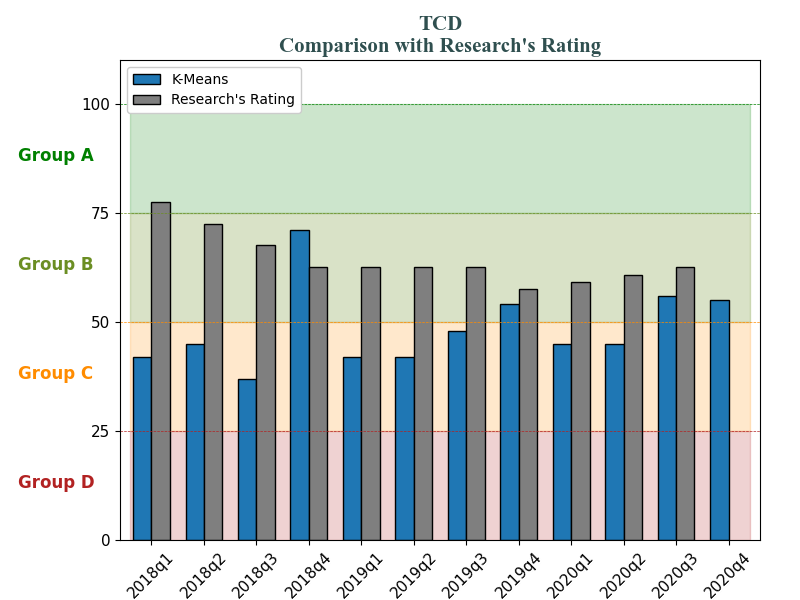 TCD
Comparison with Research's Rating
K-Means
Research's Rating
100
Group A
75
Group B
50
Group C
25
Group D
0
2018q1
2018q2
2018q3
2018q4
2019q1
2019q2
2019q3
2019q4
2020q1
2020q2
2020q3
2020q4